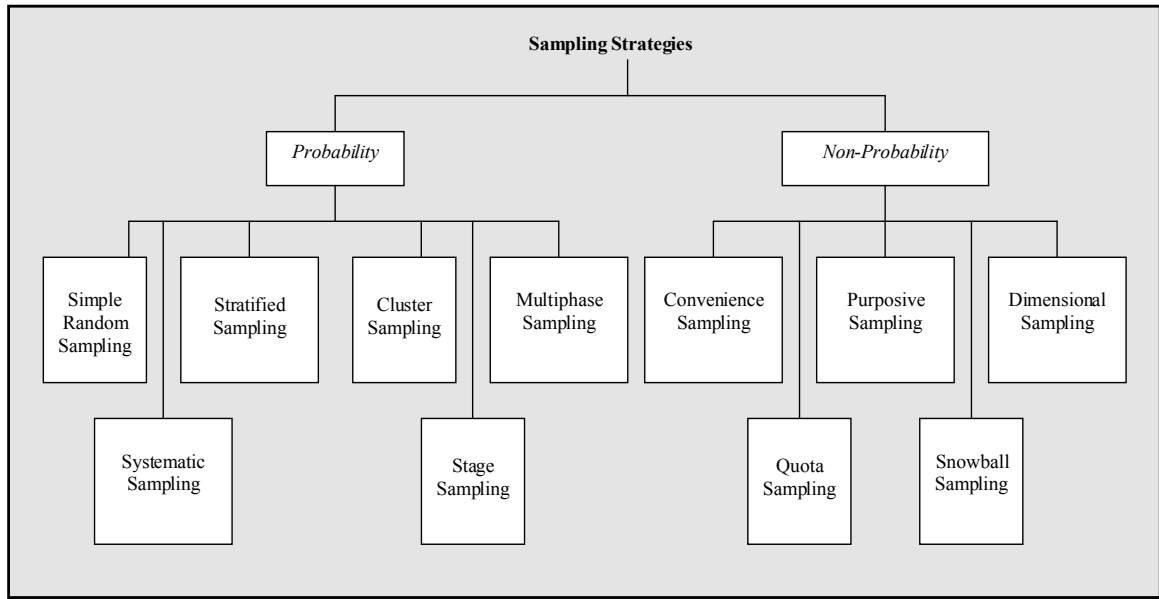 Sampling Strategies
Probability
Non-Probability
Simple
Random
Sampling
Stratified
Sampling
Cluster
Sampling
Multiphase
Sampling
Convenience
Sampling
Purposive
Sampling
Dimensional
Sampling
Systematic
Sampling
Stage
Sampling
Quota
Sampling
Snowball
Sampling